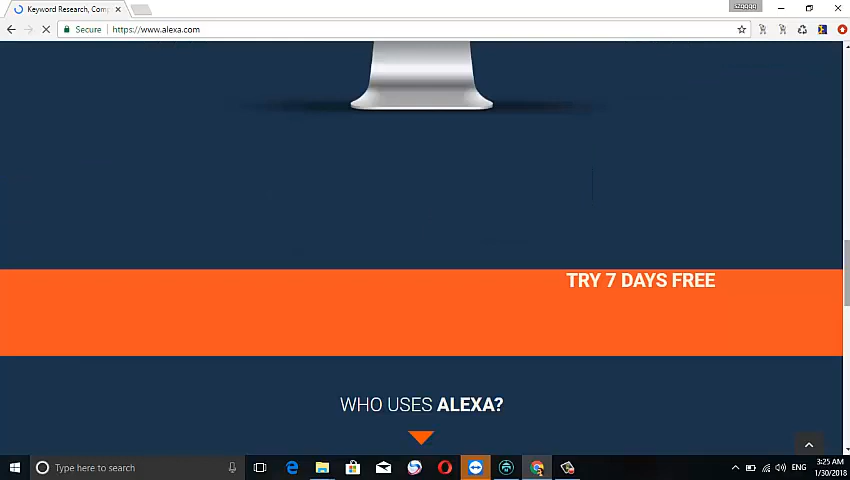 szaqqq
Keyword Research, Comp
Secure
https://www.alexa.com
TRY 7 DAYS FREE
WHO USES ALEXA?
Type here to search
ENG
3:25 AM
1/30/2018